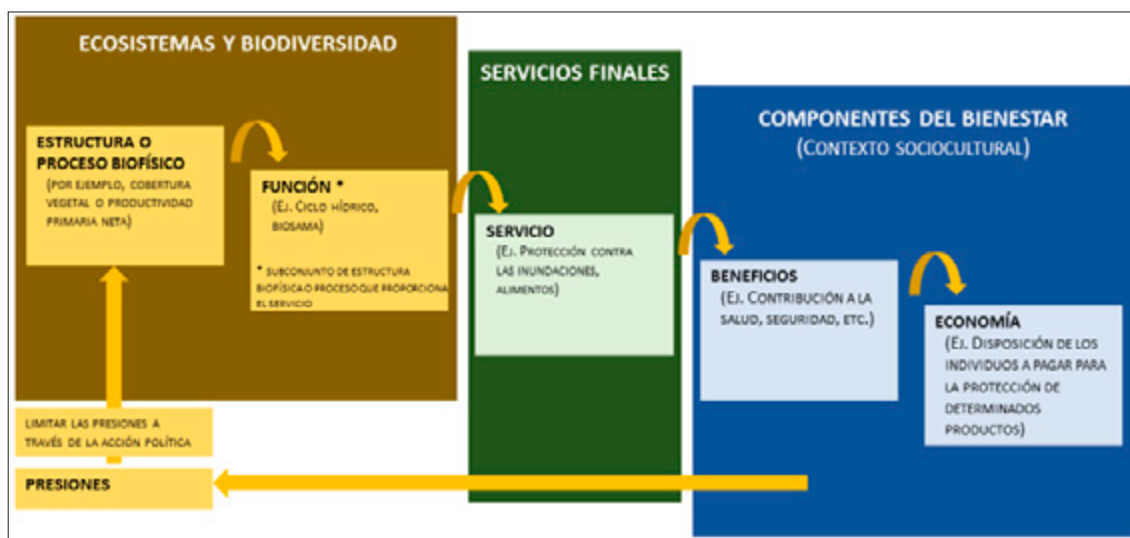 ECOSISTEMAS Y BIODIVERSIDAD
ESTRUCTURA O
PROCESO BIOFÍSICO
(POR EJEMPLO, COBERTURA
VEGETAL O PRODUCTIVIDAD
PRIMARIA NETA)
FUNCIÓN *
(EJ. CICLO HÍDRICO,
BIOSAMA)
* SUBCONJUNTO DE ESTRUCTURA
BIOFÍSICA O PROCESO QUE PROPORCIONA
EL SERVICIO
LIMITAR LAS PRESIONES A
TRAVÉS DE LA ACCIÓN POLÍTICA
PRESIONES
SERVICIOS FINALES
SERVICIO
(EJ. PROTECCIÓN CONTRA
LAS INUNDACIONES,
ALIMENTOS)
COMPONENTES DEL BIENESTAR
(CONTEXTO SOCIOCULTURAL)
BENEFICIOS
(EJ. CONTRIBUCIÓN A LA
SALUD, SEGURIDAD, ETC.)
ECONOMÍA
(EJ. DISPOSICIÓN DE LOS
INDIVIDUOS A PAGAR PARA
LA PROTECCIÓN DE
DETERMINADOS
PRODUCTOS)